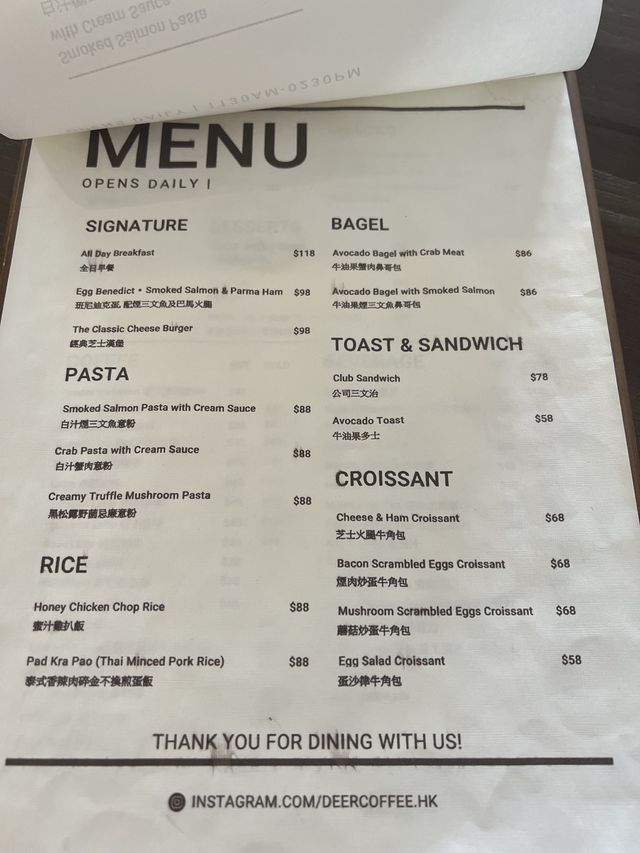 白汁
with Cream Sauce
Smoked Salmon Pasta
OPENS DAILY | 1130AM-0230PM
MENU
OPENS DAILY |
SIGNATURE
All Day Breakfast $118
全日早餐
Egg Benedict • Smoked Salmon & Parma Ham $98
班尼迪克蛋, 配煙三文魚及巴馬火腿
The Classic Cheese Burger $98
經典芝士漢堡
PASTA
Smoked Salmon Pasta with Cream Sauce $88
白汁煙三文魚意粉
Crab Pasta with Cream Sauce $88
白汁蟹肉意粉
Creamy Truffle Mushroom Pasta $88
黑松露野菌忌廉意粉
RICE
Honey Chicken Chop Rice $88
蜜汁雞扒飯
Pad Kra Pao (Thai Minced Pork Rice) $88
泰式香辣肉碎金不換煎蛋飯
BAGEL
Avocado Bagel with Crab Meat $86
牛油果蟹肉鼻哥包
Avocado Bagel with Smoked Salmon $86
牛油果煙三文魚鼻哥包
TOAST & SANDWICH
Club Sandwich $78
公司三文治
Avocado Toast $58
牛油果多士
CROISSANT
Cheese & Ham Croissant $68
芝士火腿牛角包
Bacon Scrambled Eggs Croissant $68
煙肉炒蛋牛角包
Mushroom Scrambled Eggs Croissant $68
蘑菇炒蛋牛角包
Egg Salad Croissant $58
蛋沙律牛角包
THANK YOU FOR DINING WITH US!
INSTAGRAM.COM/DEERCOFFEE.HK